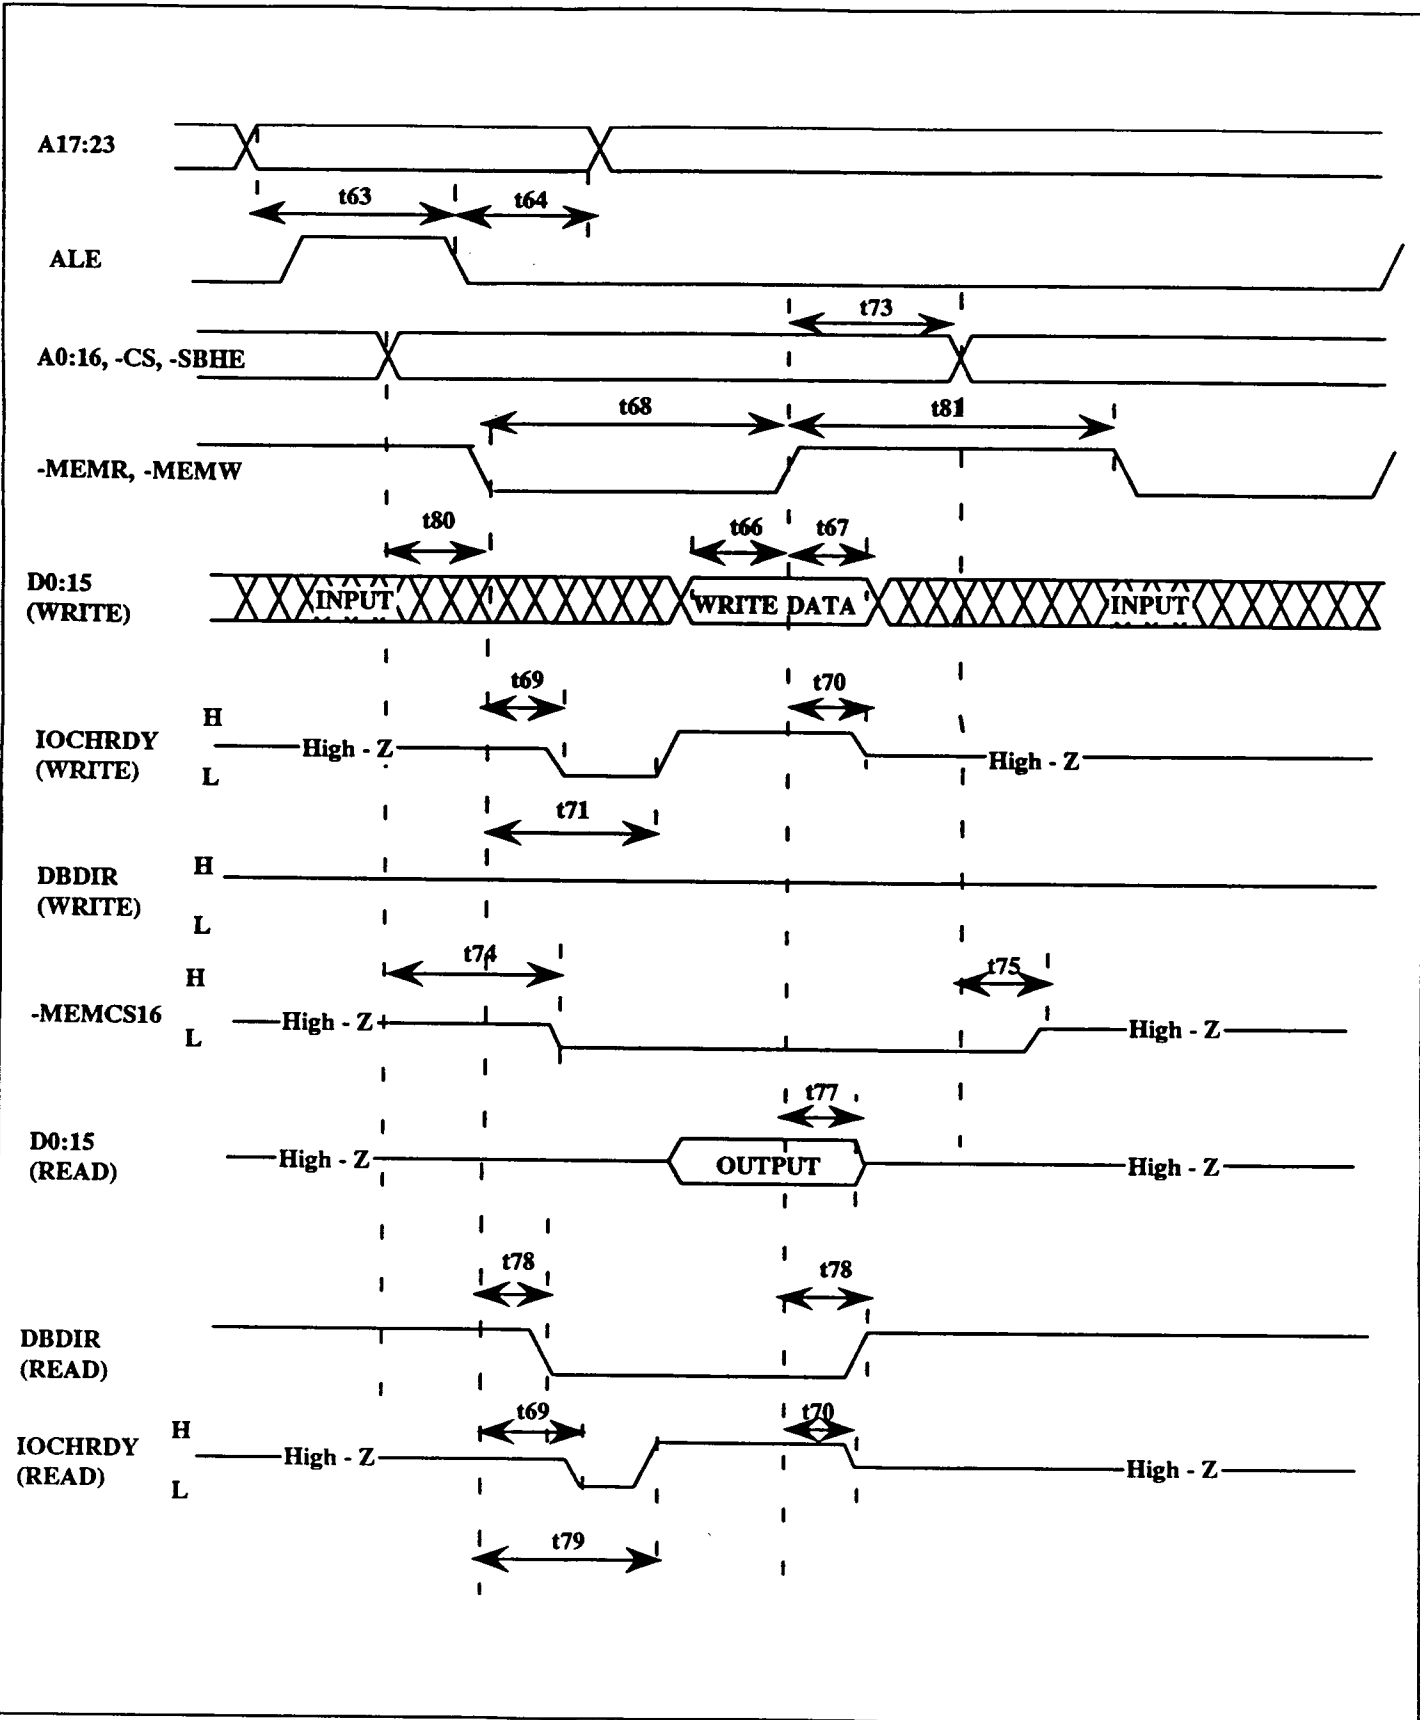 A17:23
t63
t64
ALE
t73
A0:16, -CS, -SBHE
t68
t81
-MEMR, -MEMW
t80
t66
t67
D0:15
(WRITE)
INPUT
WRITE DATA
INPUT
t69
t70
H
IOCHRDY
(WRITE)
High - Z
High - Z
L
t71
H
DBDIR
(WRITE)
L
t74
t75
H
-MEMCS16
High - Z
High - Z
L
t77
D0:15
(READ)
High - Z
OUTPUT
High - Z
t78
t78
DBDIR
(READ)
t69
t70
H
IOCHRDY
(READ)
High - Z
High - Z
L
t79